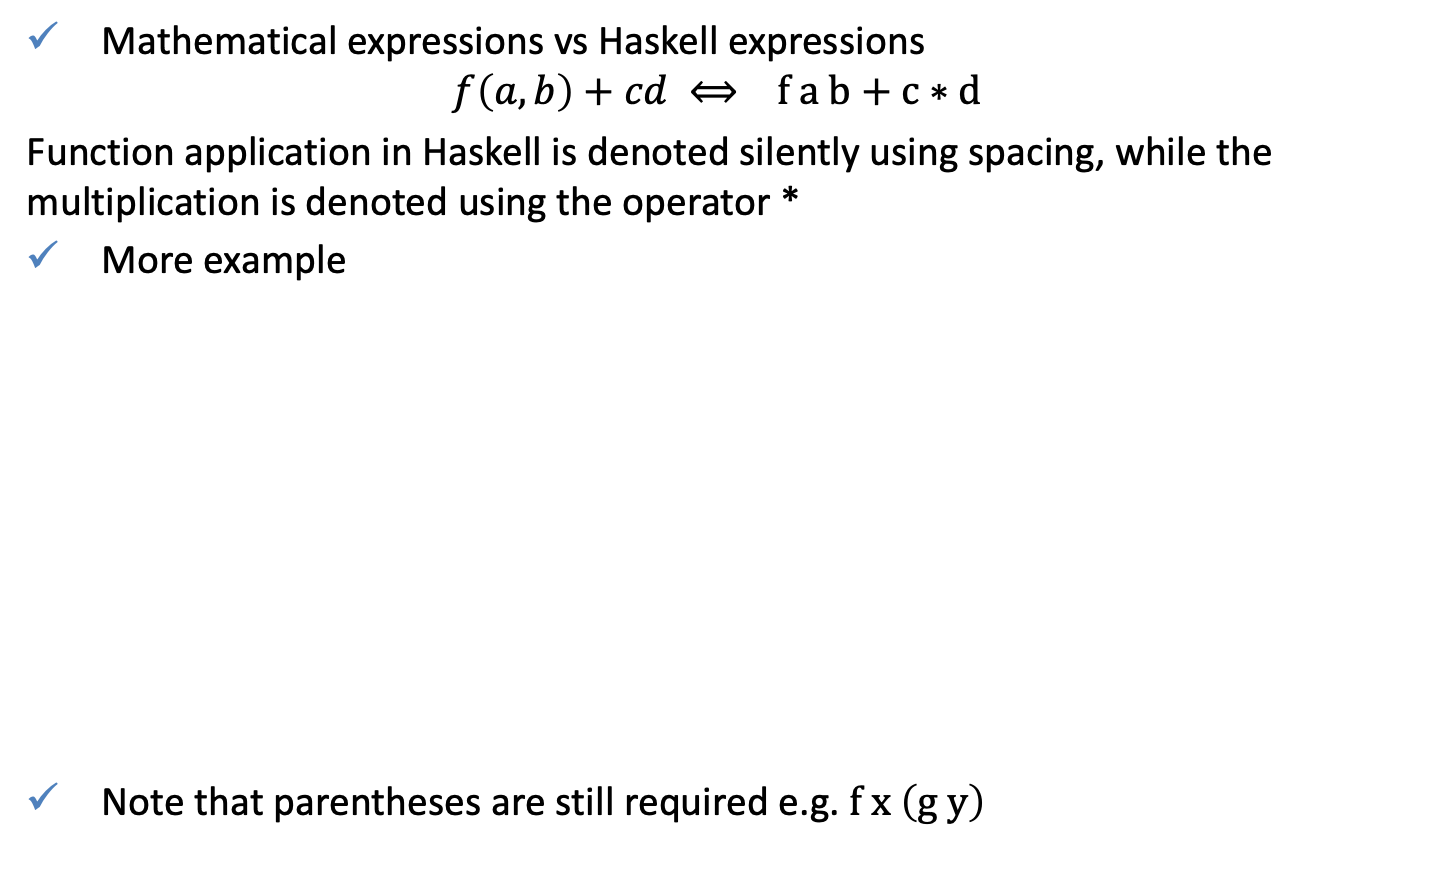 ✓ Mathematical expressions vs Haskell expressions
f(a, b) + cd ⟺ f a b + c ∗ d
Function application in Haskell is denoted silently using spacing, while the
multiplication is denoted using the operator *
✓ More example
✓ Note that parentheses are still required e.g. f x (g y)